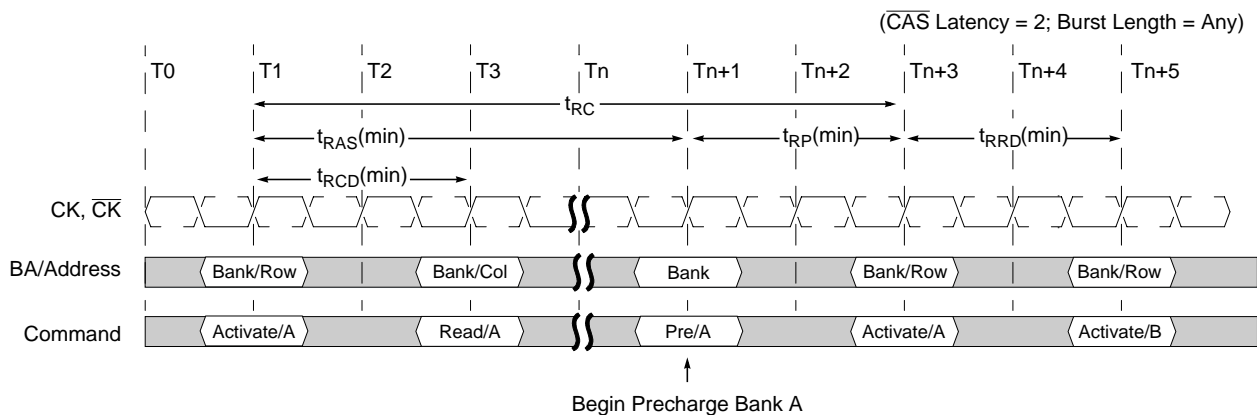 (C̅A̅S̅ Latency = 2; Burst Length = Any)
T0 T1 T2 T3 Tn Tn+1 Tn+2 Tn+3 Tn+4 Tn+5
tRC
tRAS(min) tRP(min) tRRD(min)
tRCD(min)
CK, C̅K̅
BA/Address Bank/Row Bank/Col Bank Bank/Row Bank/Row
Command Activate/A Read/A Pre/A Activate/A Activate/B
Begin Precharge Bank A